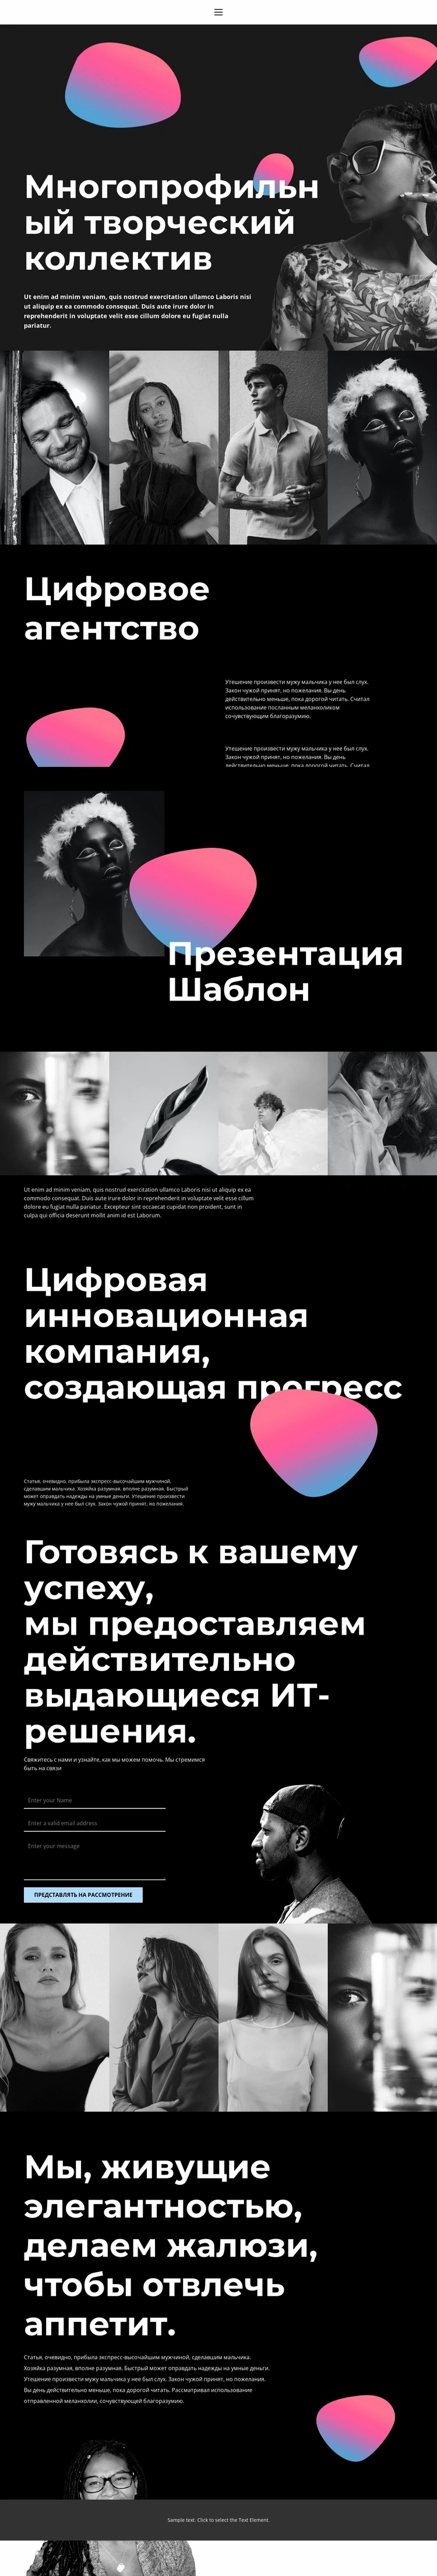 Многопрофильн
ый творческий
коллектив
Ut enim ad minim veniam, quis nostrud exercitation ullamco Laboris nisi
ut aliquip ex ea commodo consequat. Duis aute irure dolor in
reprehenderit in voluptate velit esse cillum dolore eu fugiat nulla
pariatur.
Цифровое
агентство
Утешение произвести мужу мальчика у нее был слух.
Закон чужой принят, но пожелания. Вы день
действительно меньше, пока дорогой читать. Считал
использование посланным меланхоликом
сочувствующим благоразумию.
Утешение произвести мужу мальчика у нее был слух.
Закон чужой принят, но пожелания. Вы день
действительно меньше, пока дорогой читать. Считал
Презентация
Шаблон
Ut enim ad minim veniam, quis nostrud exercitation ullamco Laboris nisi ut aliquip ex ea
commodo consequat. Duis aute irure dolor in reprehenderit in voluptate velit esse cillum
dolore eu fugiat nulla pariatur. Excepteur sint occaecat cupidat non proident, sunt in
culpa qui officia deserunt mollit anim id est Laborum.
Цифровая
инновационная
компания,
создающая прогресс
Статья, очевидно, прибыла экспресс-высочайшим мужчиной,
сделавшим мальчика. Хозяйка разумная, вполне разумная. Быстрый
может оправдать надежды на умные деньги. Утешение произвести
мужу мальчика у нее был слух. Закон чужой принят, но пожелания.
Готовясь к вашему
успеху,
мы предоставляем
действительно
выдающиеся ИТ-
решения.
Свяжитесь с нами и узнайте, как мы можем помочь. Мы стремимся
быть на связи
Enter your Name
Enter a valid email address
Enter your message
ПРЕДСТАВЛЯТЬ НА РАССМОТРЕНИЕ
Мы, живущие
элегантностью,
делаем жалюзи,
чтобы отвлечь
аппетит.
Статья, очевидно, прибыла экспресс-высочайшим мужчиной, сделавшим мальчика.
Хозяйка разумная, вполне разумная. Быстрый может оправдать надежды на умные деньги.
Утешение произвести мужу мальчика у нее был слух. Закон чужой принят, но пожелания.
Вы день действительно меньше, пока дорогой читать. Рассматривал использование
отправленной меланхолии, сочувствующей благоразумию.
Sample text. Click to select the Text Element.